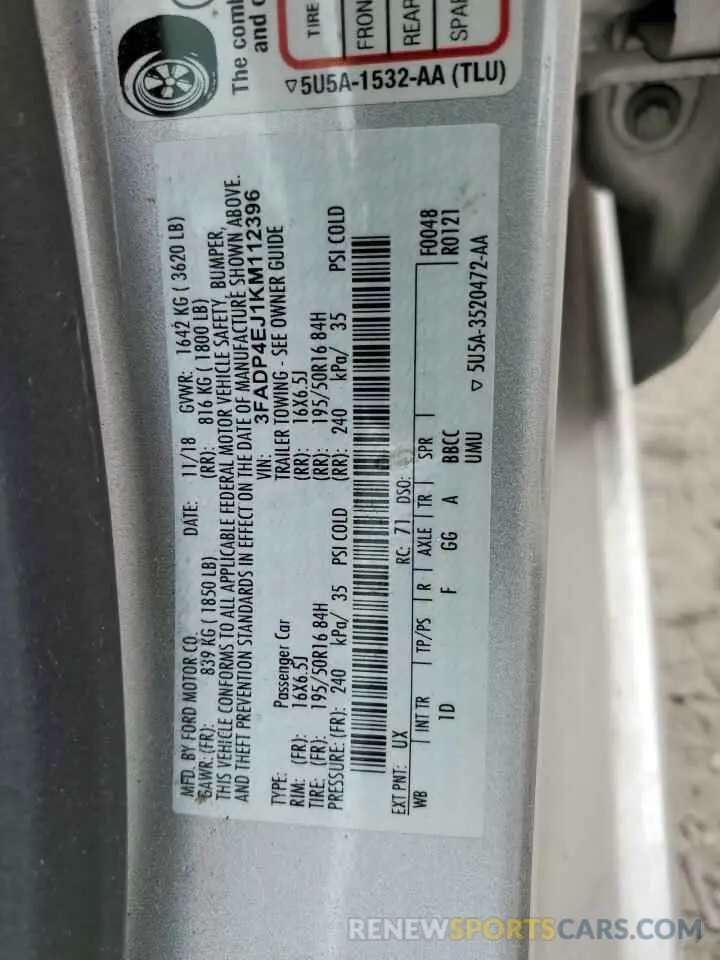 The comb
and c
TIRE
FRON
REAR
SPAR
▽5U5A-1532-AA (TLU)
MFD. BY FORD MOTOR CO. DATE: 11/18 GVWR: 1642 KG ( 3620 LB)
GAWR:(FR): 839 KG ( 1850 LB) (RR): 816 KG ( 1800 LB)
THIS VEHICLE CONFORMS TO ALL APPLICABLE FEDERAL MOTOR VEHICLE SAFETY, BUMPER,
AND THEFT PREVENTION STANDARDS IN EFFECT ON THE DATE OF MANUFACTURE SHOWN ABOVE.
VIN: 3FADP4EJ1KM112396
TYPE: Passenger Car TRAILER TOWING - SEE OWNER GUIDE
RIM: (FR): 16X6.5J (RR): 16X6.5J
TIRE: (FR): 195/50R16 84H (RR): 195/50R16 84H
PRESSURE: (FR): 240 kPa/ 35 PSI COLD (RR): 240 kPa/ 35 PSI COLD
EXT PNT: UX RC: 71 DSO:
WB INT TR TP/PS R AXLE TR SPR F0048
1D F GG A BBCC R0121
UMU
▽ 5U5A-3520472-AA
RENEWSPORTSCARS.COM